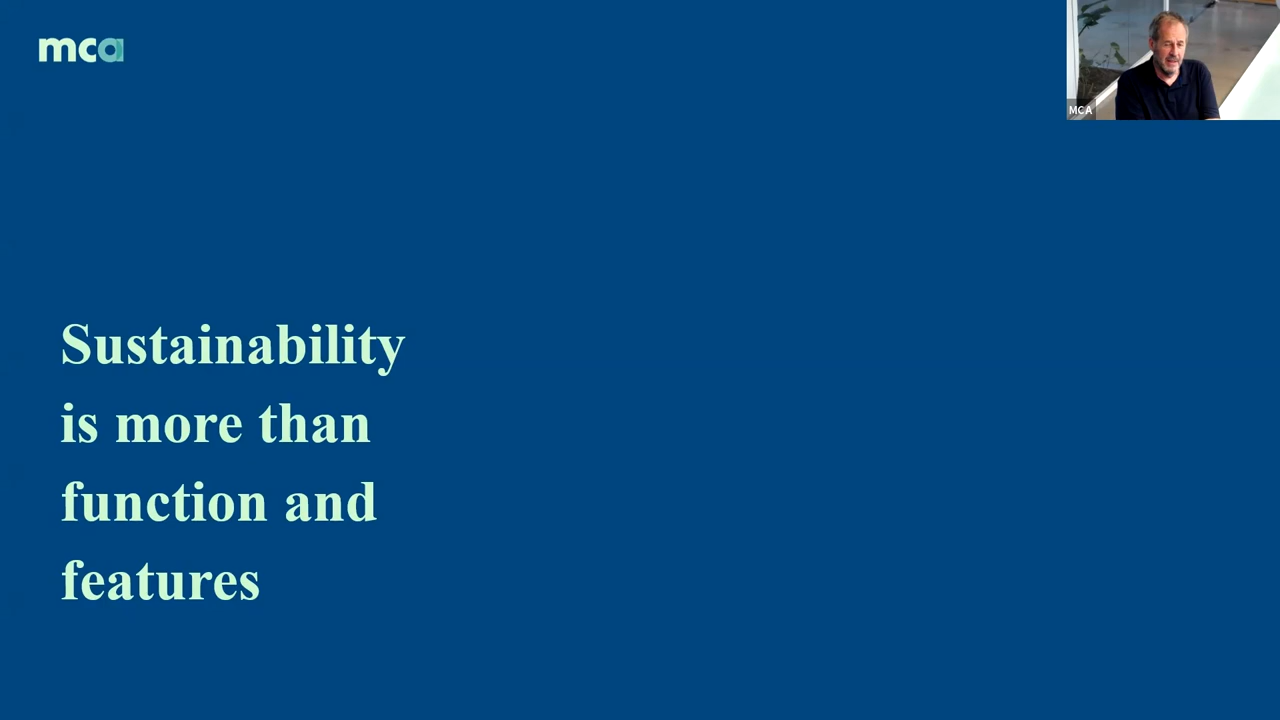 mca
MCA
Sustainability
is more than
function and
features